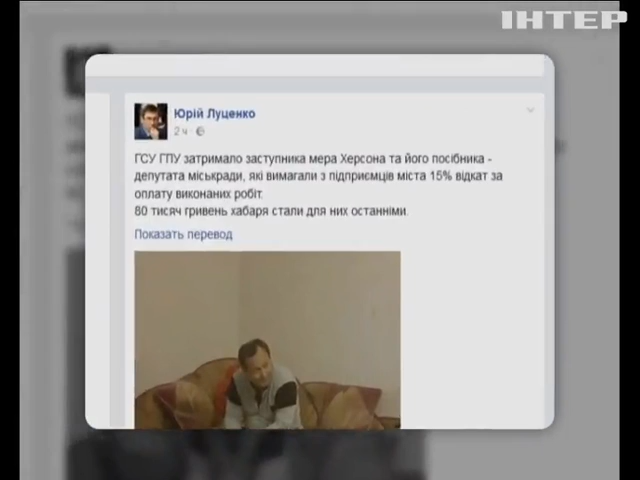 ІНТЕР
Юрій Луценко
2 ч
ГСУ ГПУ затримало заступника мера Херсона та його посібника -
депутата міськради, які вимагали з підприємців міста 15% відкат за
оплату виконаних робіт.
80 тисяч гривень хабаря стали для них останніми.
Показать перевод